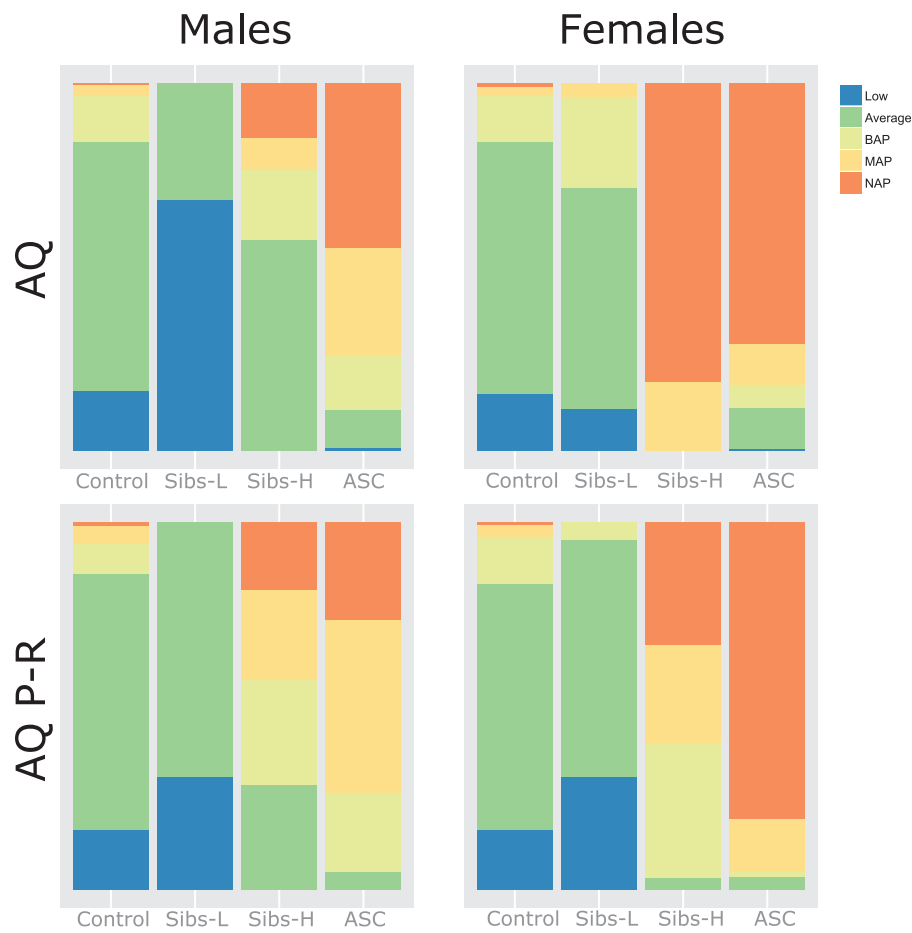 Males
Females
Low
Average
BAP
MAP
NAP
AQ
Control Sibs-L Sibs-H ASC
Control Sibs-L Sibs-H ASC
AQ P-R
Control Sibs-L Sibs-H ASC
Control Sibs-L Sibs-H ASC